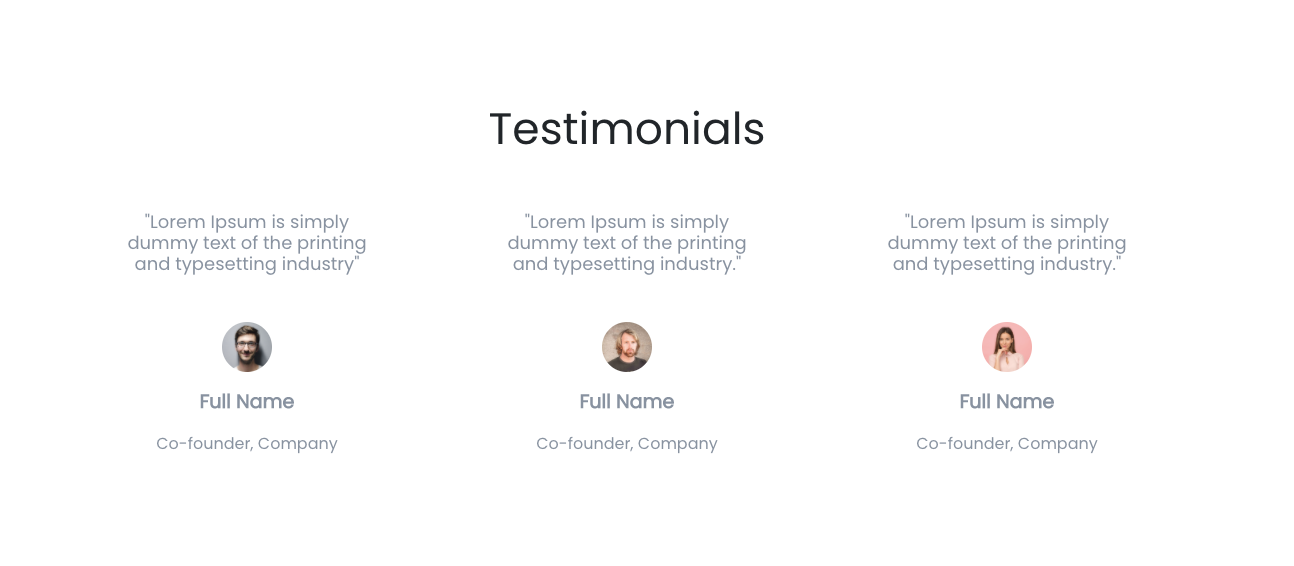 Testimonials
"Lorem Ipsum is simply
dummy text of the printing
and typesetting industry"
Full Name
Co-founder, Company
"Lorem Ipsum is simply
dummy text of the printing
and typesetting industry."
Full Name
Co-founder, Company
"Lorem Ipsum is simply
dummy text of the printing
and typesetting industry."
Full Name
Co-founder, Company